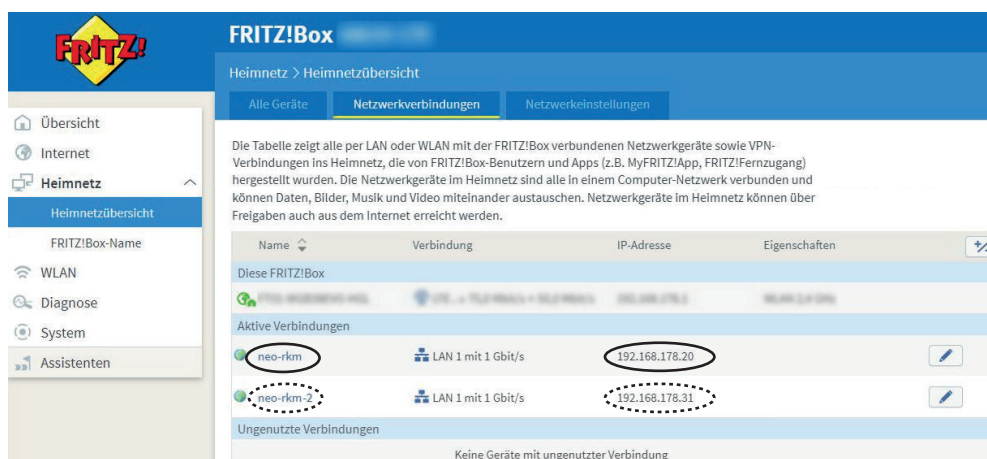 FRITZ!
FRITZ!Box
Heimnetz > Heimnetzübersicht
Alle Geräte Netzwerkverbindungen Netzwerkeinstellungen
Übersicht
Internet
Heimnetz
Heimnetzübersicht
FRITZ!Box-Name
WLAN
Diagnose
System
Assistenten
Die Tabelle zeigt alle per LAN oder WLAN mit der FRITZ!Box verbundenen Netzwerkgeräte sowie VPN-
Verbindungen ins Heimnetz, die von FRITZ!Box-Benutzern und Apps (z.B. MyFRITZ!App, FRITZ!Fernzugang)
hergestellt wurden. Die Netzwerkgeräte im Heimnetz sind alle in einem Computer-Netzwerk verbunden und
können Daten, Bilder, Musik und Video miteinander austauschen. Netzwerkgeräte im Heimnetz können über
Freigaben auch aus dem Internet erreicht werden.
Name Verbindung IP-Adresse Eigenschaften
Diese FRITZ!Box
Aktive Verbindungen
neo-rkm LAN 1 mit 1 Gbit/s 192.168.178.20
neo-rkm-2 LAN 1 mit 1 Gbit/s 192.168.178.31
Ungenutzte Verbindungen
Keine Geräte mit ungenutzter Verbindung